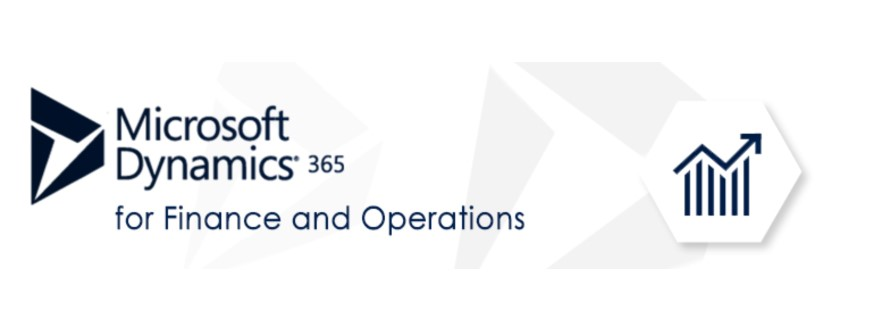 Microsoft
Dynamics® 365
for Finance and Operations